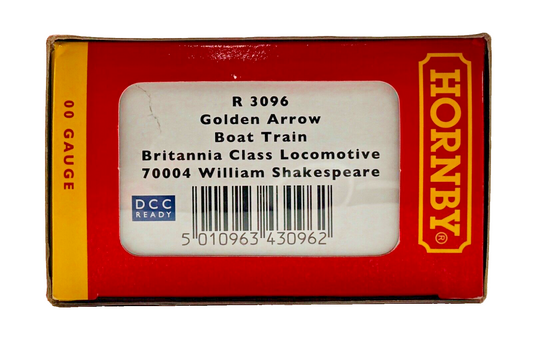 00 GAUGE
R 3096
Golden Arrow
Boat Train
Britannia Class Locomotive
70004 William Shakespeare
DCC
READY
5 010963 430962
HORNBY®